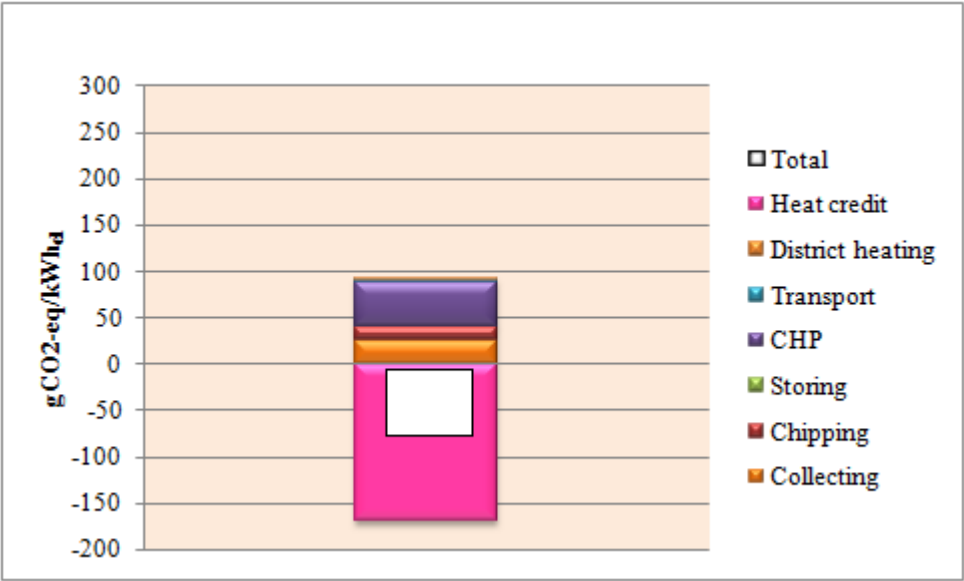 300
250
200
150
100
50
0
-50
-100
-150
-200
gCO2-eq/kWhd
Total
Heat credit
District heating
Transport
CHP
Storing
Chipping
Collecting